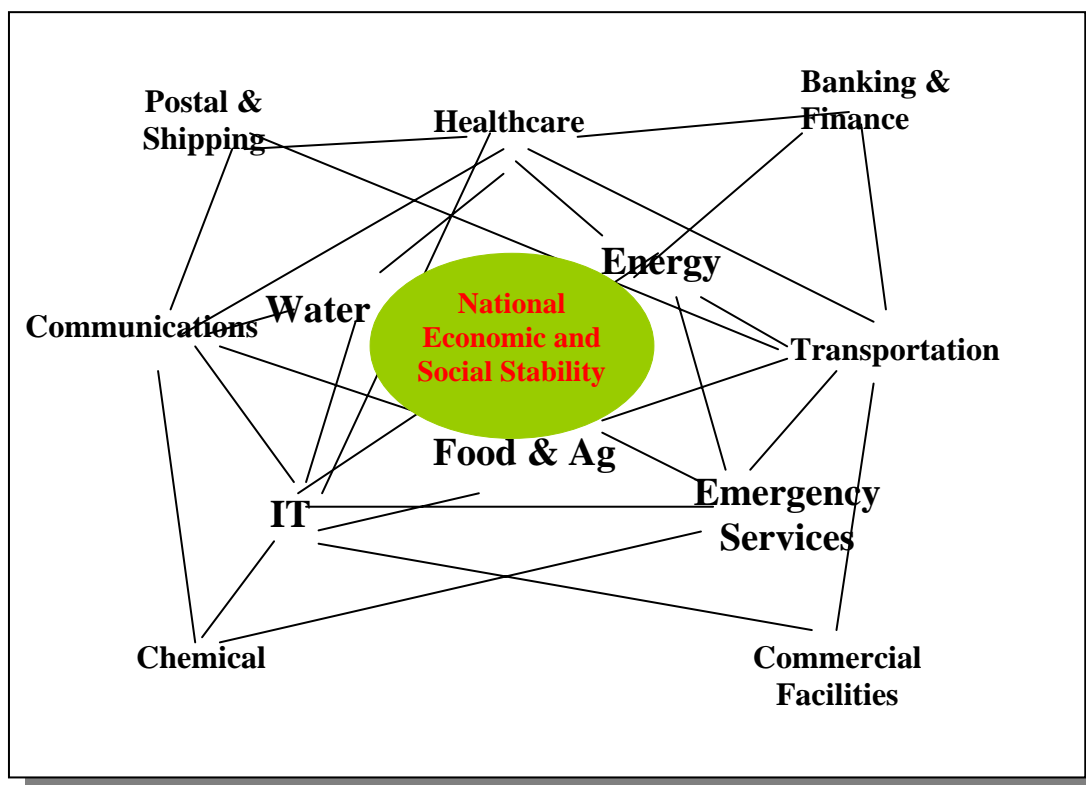 Postal &
Shipping
Healthcare
Banking &
Finance
Energy
Water
National
Economic and
Social Stability
Communications
Transportation
Food & Ag
IT
Emergency
Services
Chemical
Commercial
Facilities